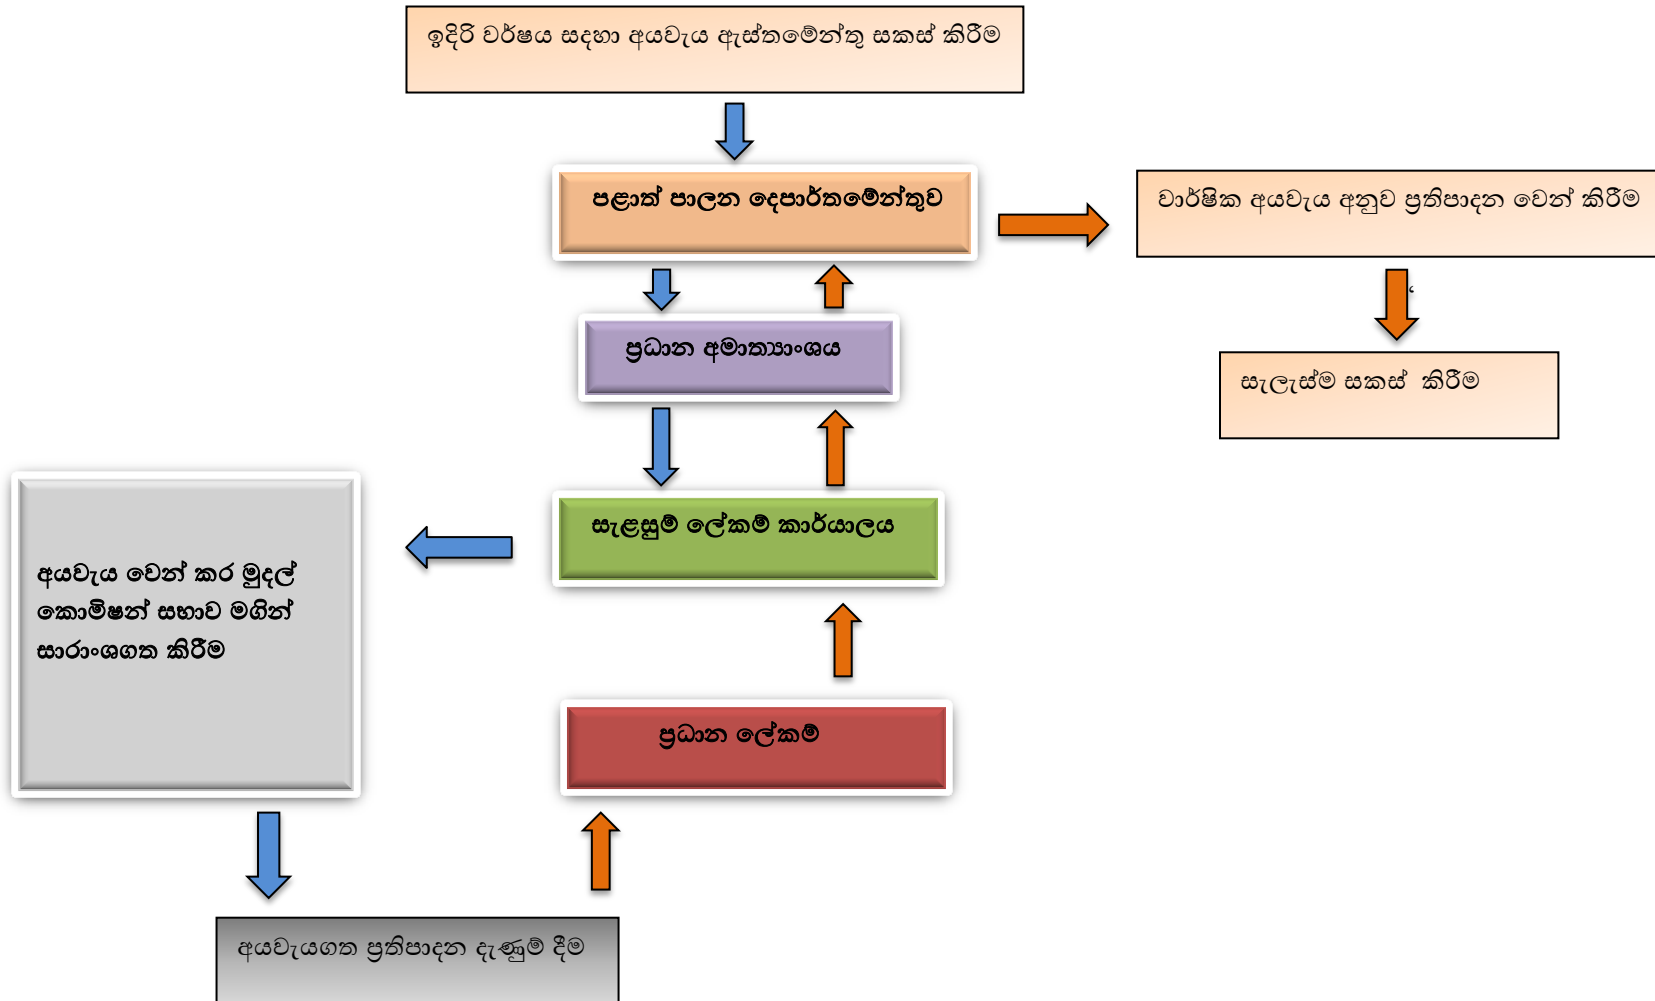 ඉදිරි වර්ෂය සදහා අයවැය ඇස්තමේන්තු සකස් කිරීම
පළාත් පාලන දෙපාර්තමේන්තුව
වාර්ෂික අයවැය අනුව ප්‍රතිපාදන වෙන් කිරීම
ප්‍රධාන අමාත්‍යාංශය
සැලැස්ම සකස් කිරීම
සැළසුම් ලේකම් කාර්යාලය
අයවැය වෙන් කර මුදල්
කොමිෂන් සභාව මගින්
සාරාංශගත කිරීම
ප්‍රධාන ලේකම්
අයවැයගත ප්‍රතිපාදන දැණුම් දීම